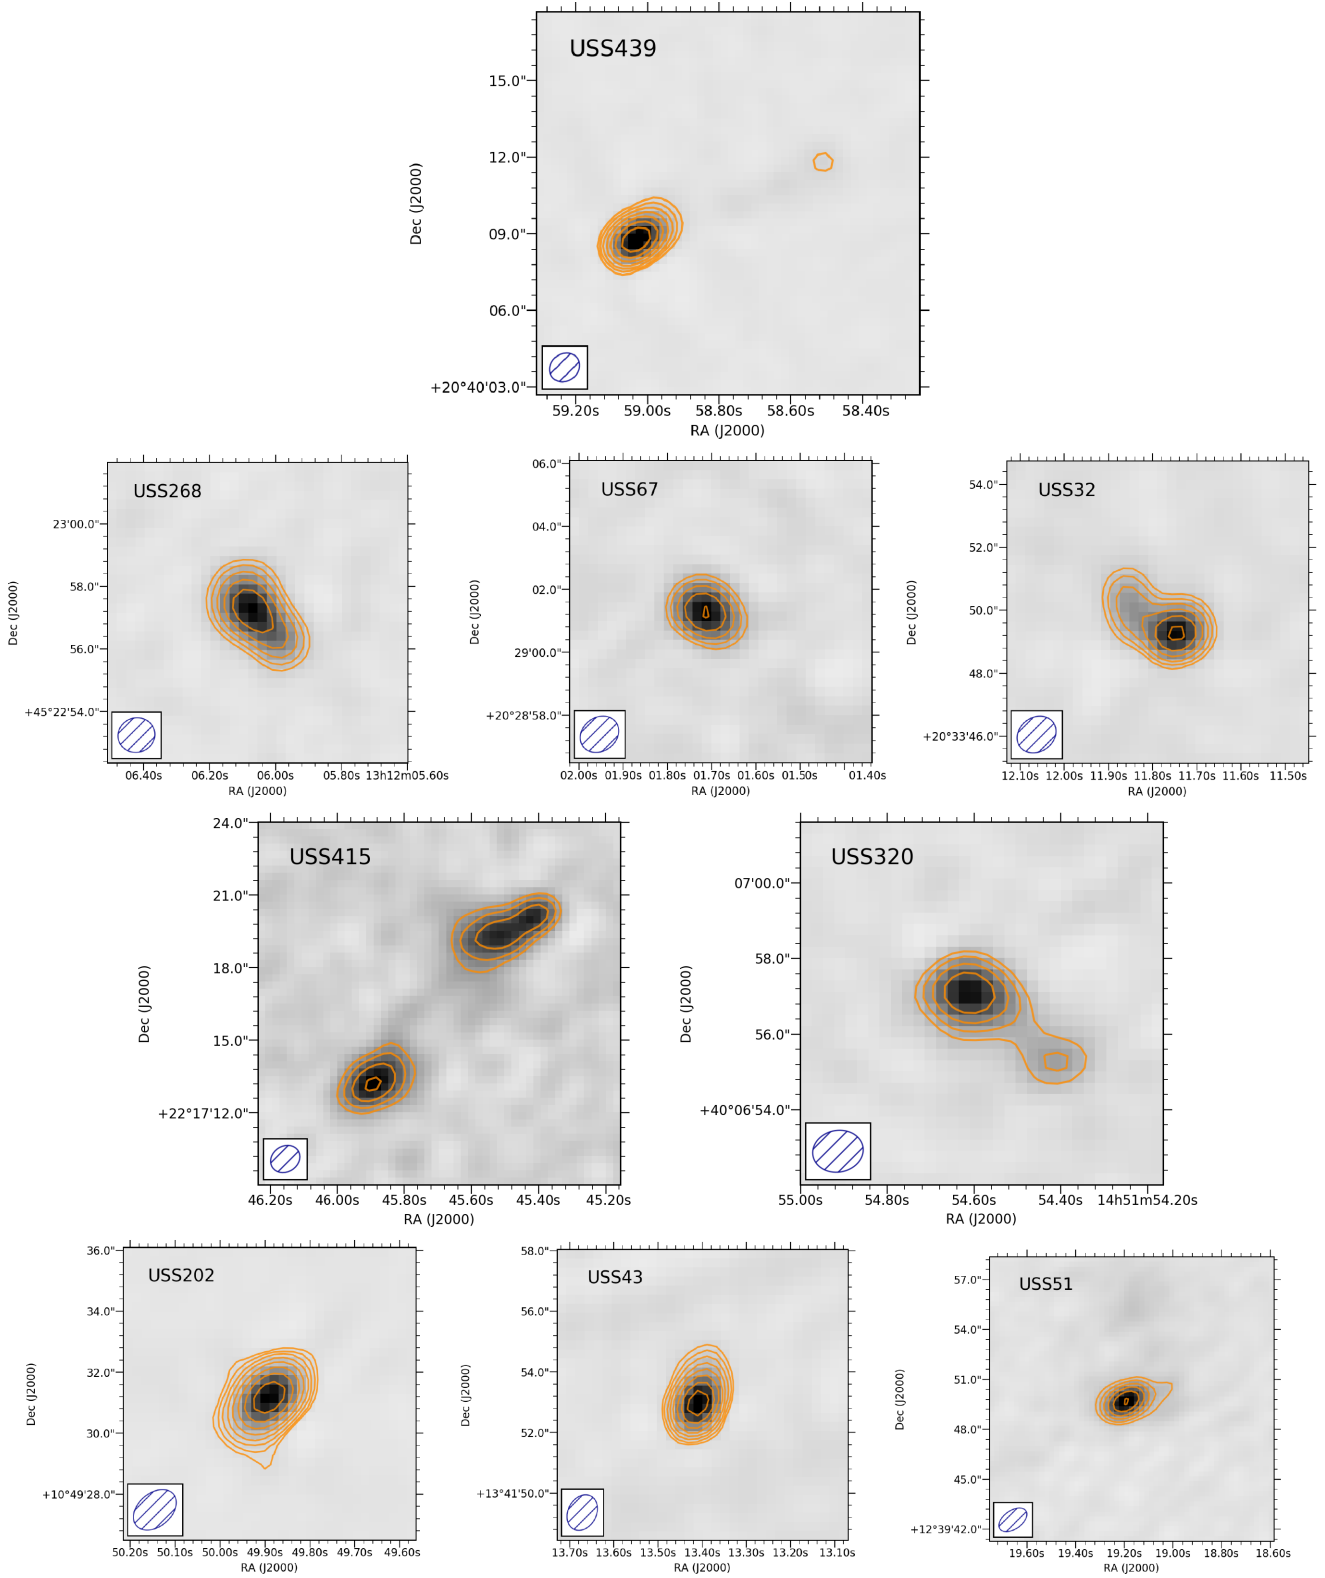 USS439
15.0"
12.0"
09.0"
06.0"
+20°40'03.0"
Dec (J2000)
59.20s 59.00s 58.80s 58.60s 58.40s
RA (J2000)
USS268
23'00.0"
58.0"
56.0"
+45°22'54.0"
Dec (J2000)
06.40s 06.20s 06.00s 05.80s 13h12m05.60s
RA (J2000)
USS67
06.0"
04.0"
02.0"
29'00.0"
+20°28'58.0"
Dec (J2000)
02.00s 01.90s 01.80s 01.70s 01.60s 01.50s 01.40s
RA (J2000)
USS32
54.0"
52.0"
50.0"
48.0"
+20°33'46.0"
Dec (J2000)
12.10s 12.00s 11.90s 11.80s 11.70s 11.60s 11.50s
RA (J2000)
USS415
24.0"
21.0"
18.0"
15.0"
+22°17'12.0"
Dec (J2000)
46.20s 46.00s 45.80s 45.60s 45.40s 45.20s
RA (J2000)
USS320
07'00.0"
58.0"
56.0"
+40°06'54.0"
Dec (J2000)
55.00s 54.80s 54.60s 54.40s 14h51m54.20s
RA (J2000)
USS202
36.0"
34.0"
32.0"
30.0"
+10°49'28.0"
Dec (J2000)
50.20s 50.10s 50.00s 49.90s 49.80s 49.70s 49.60s
RA (J2000)
USS43
58.0"
56.0"
54.0"
52.0"
+13°41'50.0"
Dec (J2000)
13.70s 13.60s 13.50s 13.40s 13.30s 13.20s 13.10s
RA (J2000)
USS51
57.0"
54.0"
51.0"
48.0"
45.0"
+12°39'42.0"
Dec (J2000)
19.60s 19.40s 19.20s 19.00s 18.80s 18.60s
RA (J2000)